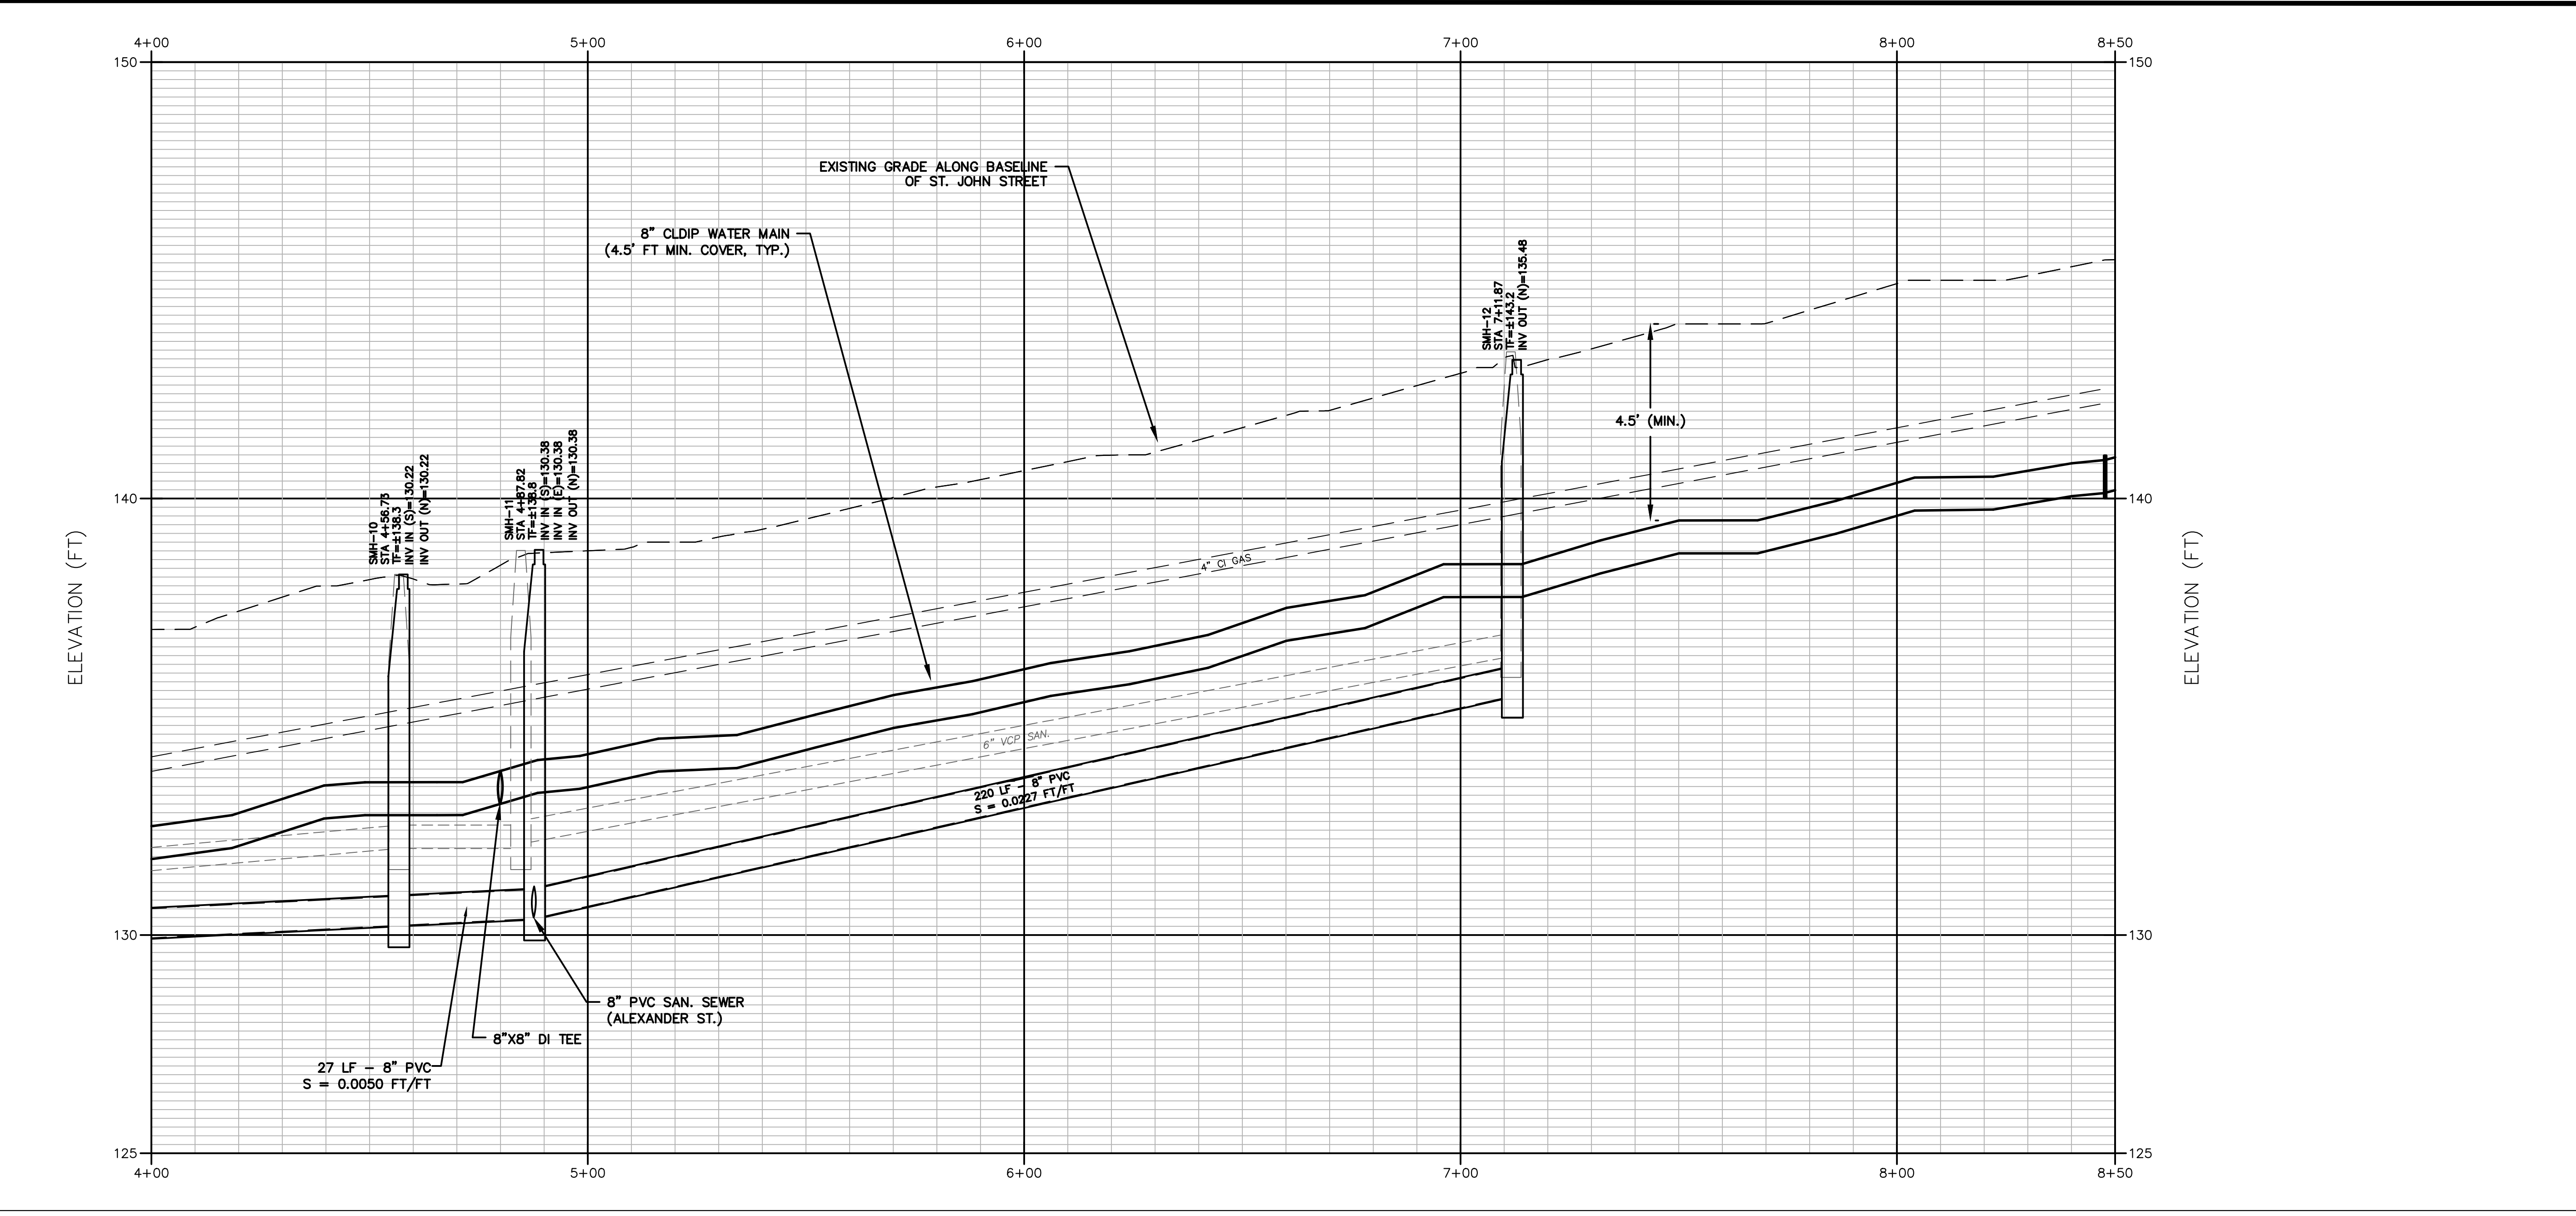 4+00
5+00
6+00
7+00
8+00
8+50
150
150
EXISTING GRADE ALONG BASELINE
OF ST. JOHN STREET
8" CLDIP WATER MAIN
(4.5' FT MIN. COVER, TYP.)
SMH-12
STA 7+11.87
TF=±143.2
INV OUT (N)=135.48
4.5' (MIN.)
SMH-10
STA 4+56.73
TF=±138.3
INV IN (S)=130.22
INV OUT (N)=130.22
SMH-11
STA 4+87.82
TF=±138.8
INV IN (S)=130.38
INV IN (E)=130.38
INV OUT (N)=130.38
140
140
ELEVATION (FT)
ELEVATION (FT)
4" CI GAS
6" VCP SAN.
220 LF - 8" PVC
S = 0.0227 FT/FT
130
130
8" PVC SAN. SEWER
(ALEXANDER ST.)
8"X8" DI TEE
27 LF - 8" PVC
S = 0.0050 FT/FT
125
125
4+00
5+00
6+00
7+00
8+00
8+50